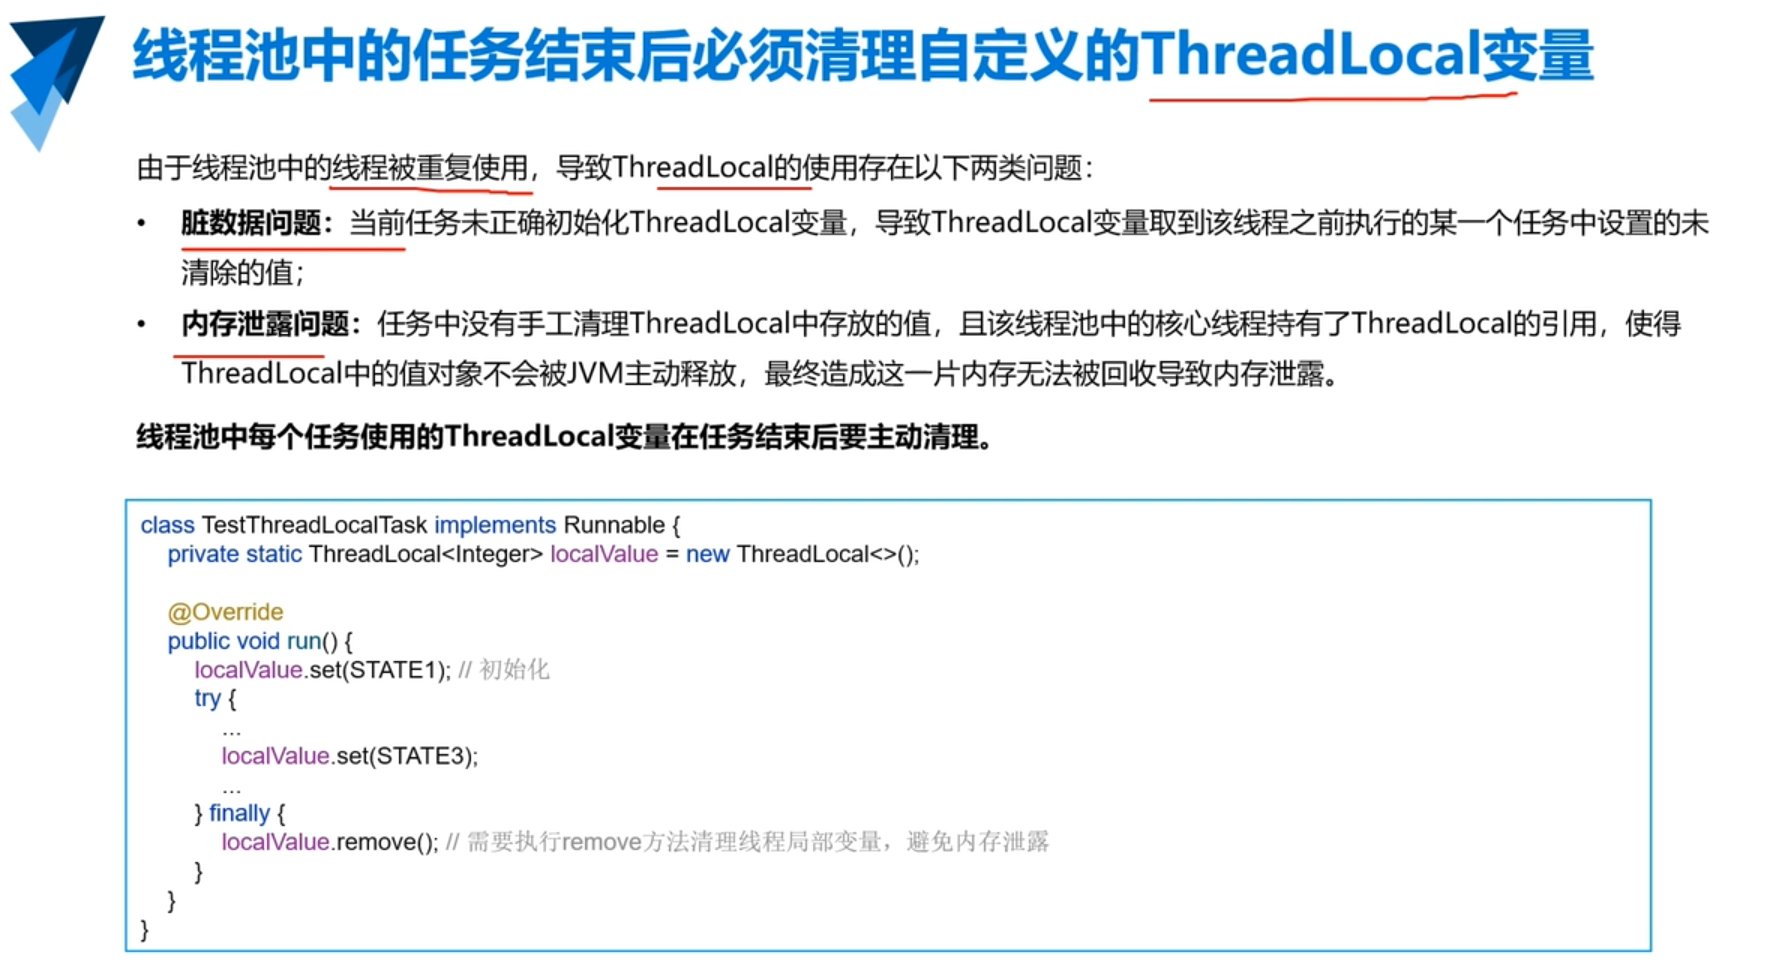 线程池中的任务结束后必须清理自定义的ThreadLocal变量
由于线程池中的线程被重复使用，导致ThreadLocal的使用存在以下两类问题：
• 脏数据问题：当前任务未正确初始化ThreadLocal变量，导致ThreadLocal变量取到该线程之前执行的某一个任务中设置的未
清除的值；
• 内存泄露问题：任务中没有手工清理ThreadLocal中存放的值，且该线程池中的核心线程持有了ThreadLocal的引用，使得
ThreadLocal中的值对象不会被JVM主动释放，最终造成这一片内存无法被回收导致内存泄露。
线程池中每个任务使用的ThreadLocal变量在任务结束后要主动清理。
class TestThreadLocalTask implements Runnable {
private static ThreadLocal<Integer> localValue = new ThreadLocal<>();
@Override
public void run() {
localValue.set(STATE1); // 初始化
try {
...
localValue.set(STATE3);
...
} finally {
localValue.remove(); // 需要执行remove方法清理线程局部变量，避免内存泄露
}
}
}